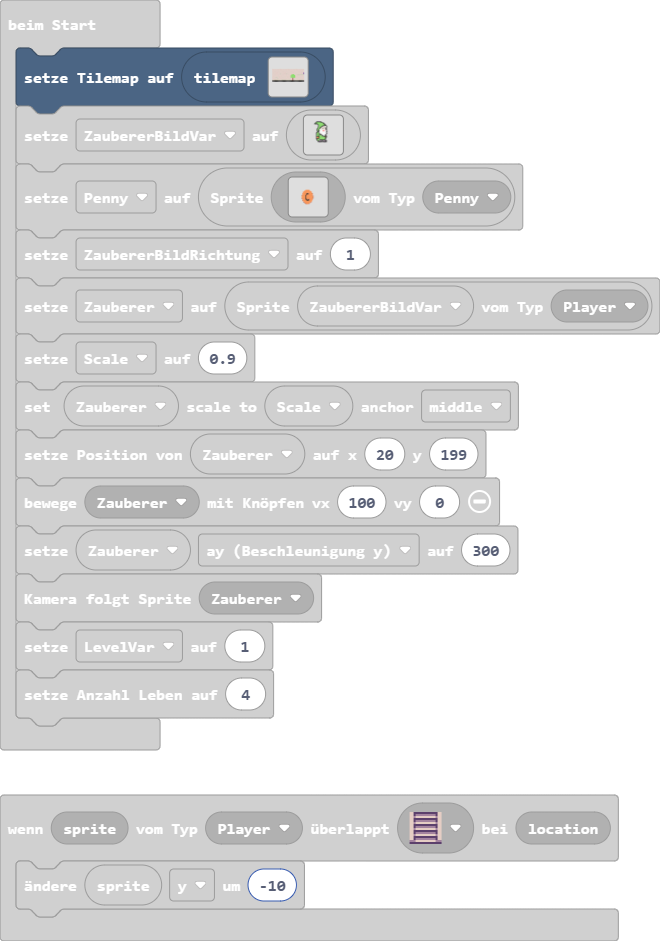 beim Start
setze Tilemap auf tilemap
setze ZaubererBildVar auf
setze Penny auf Sprite C vom Typ Penny
setze ZaubererBildRichtung auf 1
setze Zauberer auf Sprite ZaubererBildVar vom Typ Player
setze Scale auf 0.9
set Zauberer scale to Scale anchor middle
setze Position von Zauberer auf x 20 y 199
bewege Zauberer mit Knöpfen vx 100 vy 0
setze Zauberer ay (Beschleunigung y) auf 300
Kamera folgt Sprite Zauberer
setze LevelVar auf 1
setze Anzahl Leben auf 4
wenn sprite vom Typ Player überlappt bei location
ändere sprite y um -10